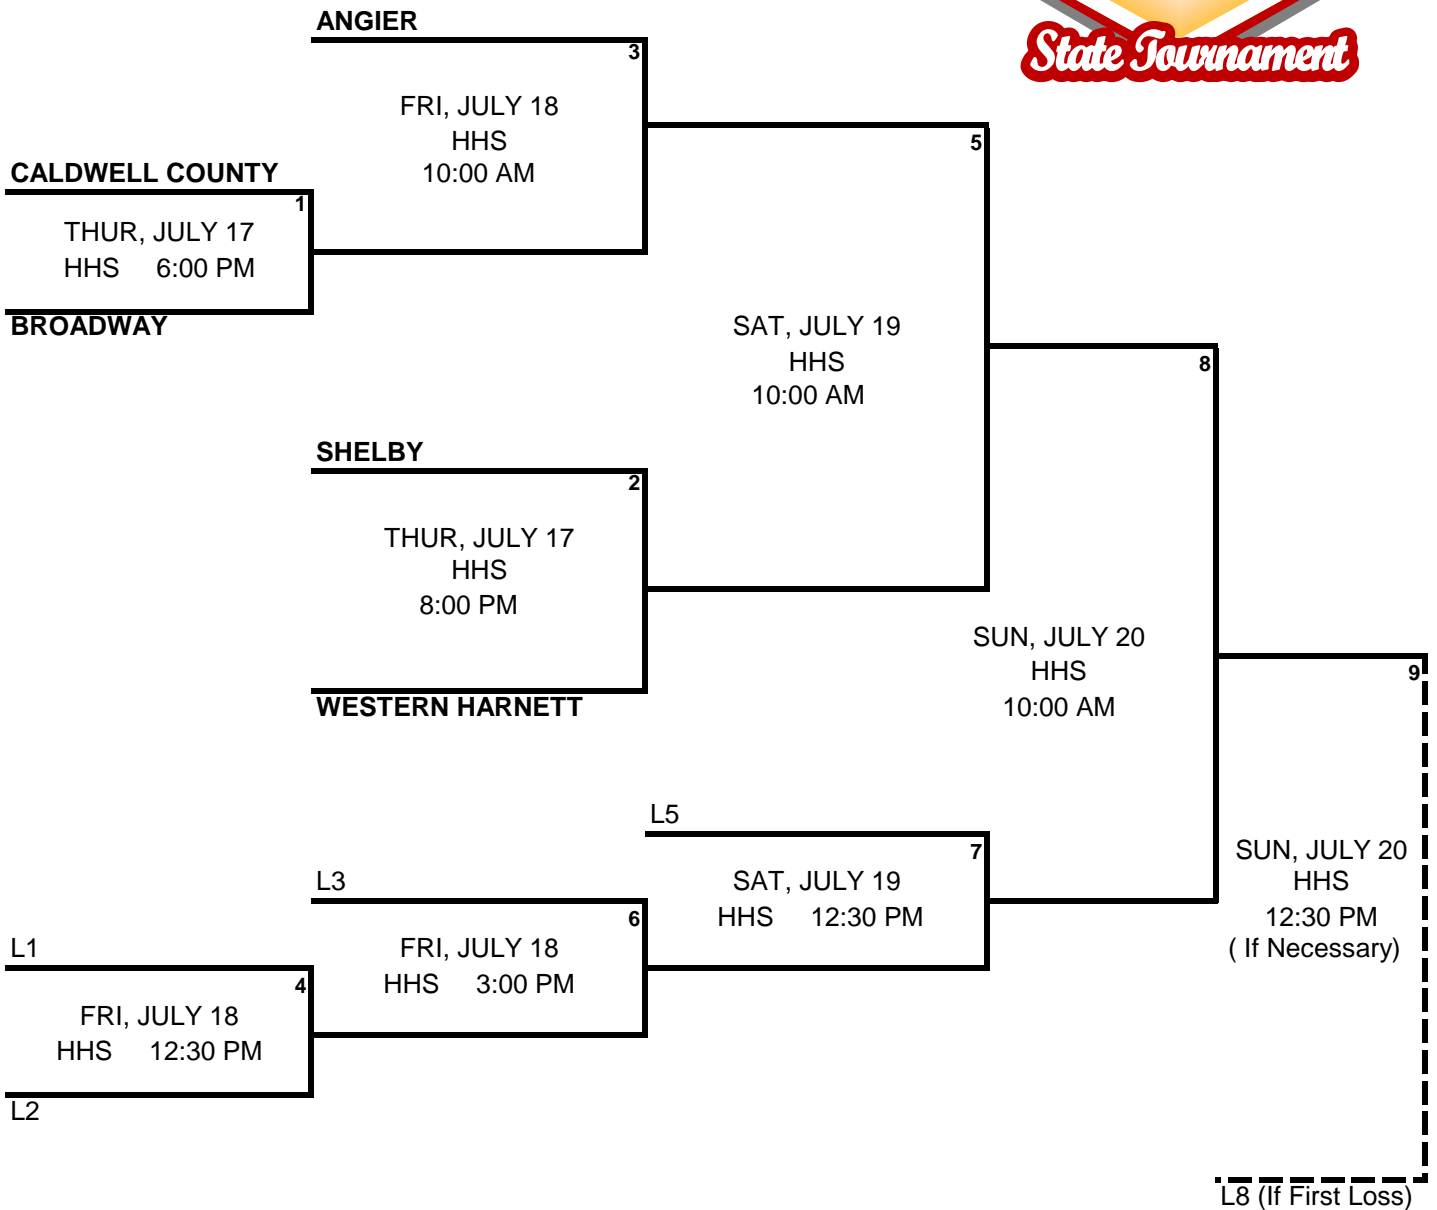 State Tournament
ANGIER
3
FRI, JULY 18
HHS
10:00 AM
5
CALDWELL COUNTY
1
THUR, JULY 17
HHS 6:00 PM
BROADWAY
SAT, JULY 19
HHS
10:00 AM
8
SHELBY
2
THUR, JULY 17
HHS
8:00 PM
WESTERN HARNETT
SUN, JULY 20
HHS
10:00 AM
9
L5
7
SAT, JULY 19
HHS 12:30 PM
SUN, JULY 20
HHS
12:30 PM
( If Necessary)
L3
6
FRI, JULY 18
HHS 3:00 PM
L1
4
FRI, JULY 18
HHS 12:30 PM
L2
L8 (If First Loss)